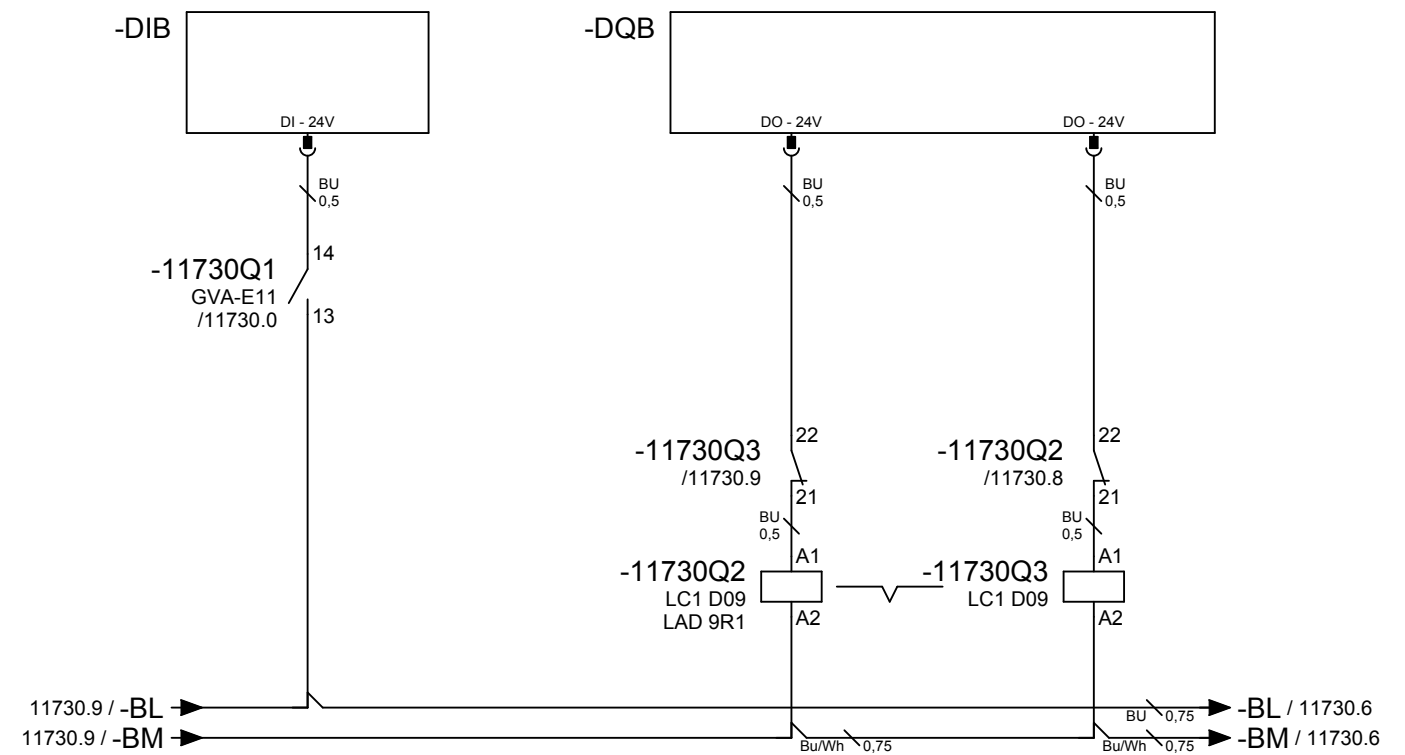 -DIB
-DQB
DI - 24V
DO - 24V
DO - 24V
BU
0,5
BU
0,5
BU
0,5
14
-11730Q1
GVA-E11
/11730.0
13
22
-11730Q3
/11730.9
21
22
-11730Q2
/11730.8
21
BU
0,5
BU
0,5
A1
-11730Q2
LC1 D09
LAD 9R1
A2
A1
-11730Q3
LC1 D09
A2
11730.9 / -BL
BU 0,75
-BL / 11730.6
11730.9 / -BM
Bu/Wh 0,75
Bu/Wh 0,75
-BM / 11730.6